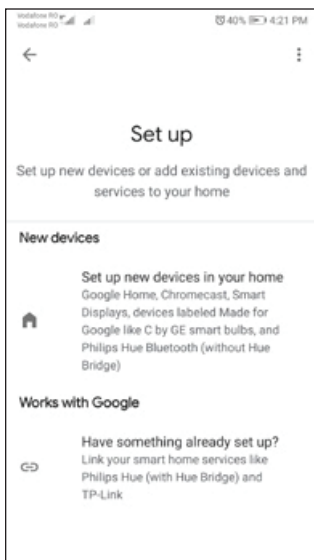 Vodafone RO
Vodafone RO
40% 4:21 PM
Set up
Set up new devices or add existing devices and
services to your home
New devices
Set up new devices in your home
Google Home, Chromecast, Smart
Displays, devices labeled Made for
Google like C by GE smart bulbs, and
Philips Hue Bluetooth (without Hue
Bridge)
Works with Google
Have something already set up?
Link your smart home services like
Philips Hue (with Hue Bridge) and
TP-Link